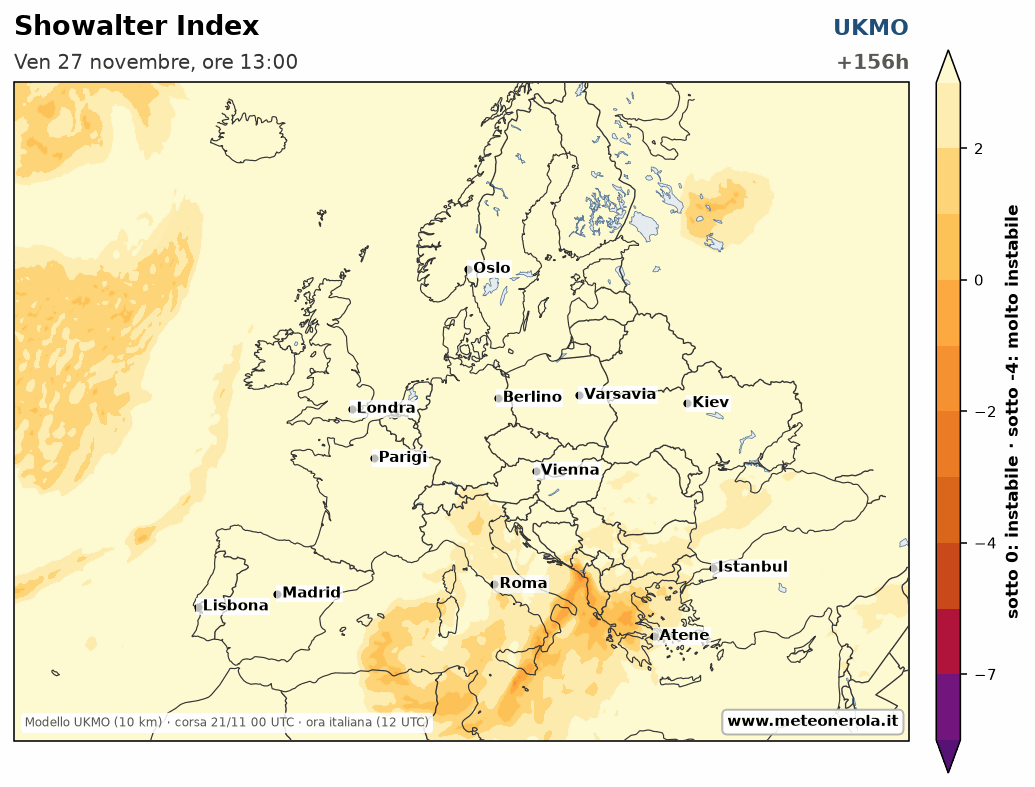 Showalter Index
UKMO
Ven 27 novembre, ore 13:00
+156h
Oslo
Londra
Berlino
Varsavia
Kiev
Parigi
Vienna
Istanbul
Roma
Madrid
Lisbona
Atene
Modello UKMO (10 km) · corsa 21/11 00 UTC · ora italiana (12 UTC)
www.meteonerola.it
2
0
−2
−4
−7
sotto 0: instabile · sotto -4: molto instabile